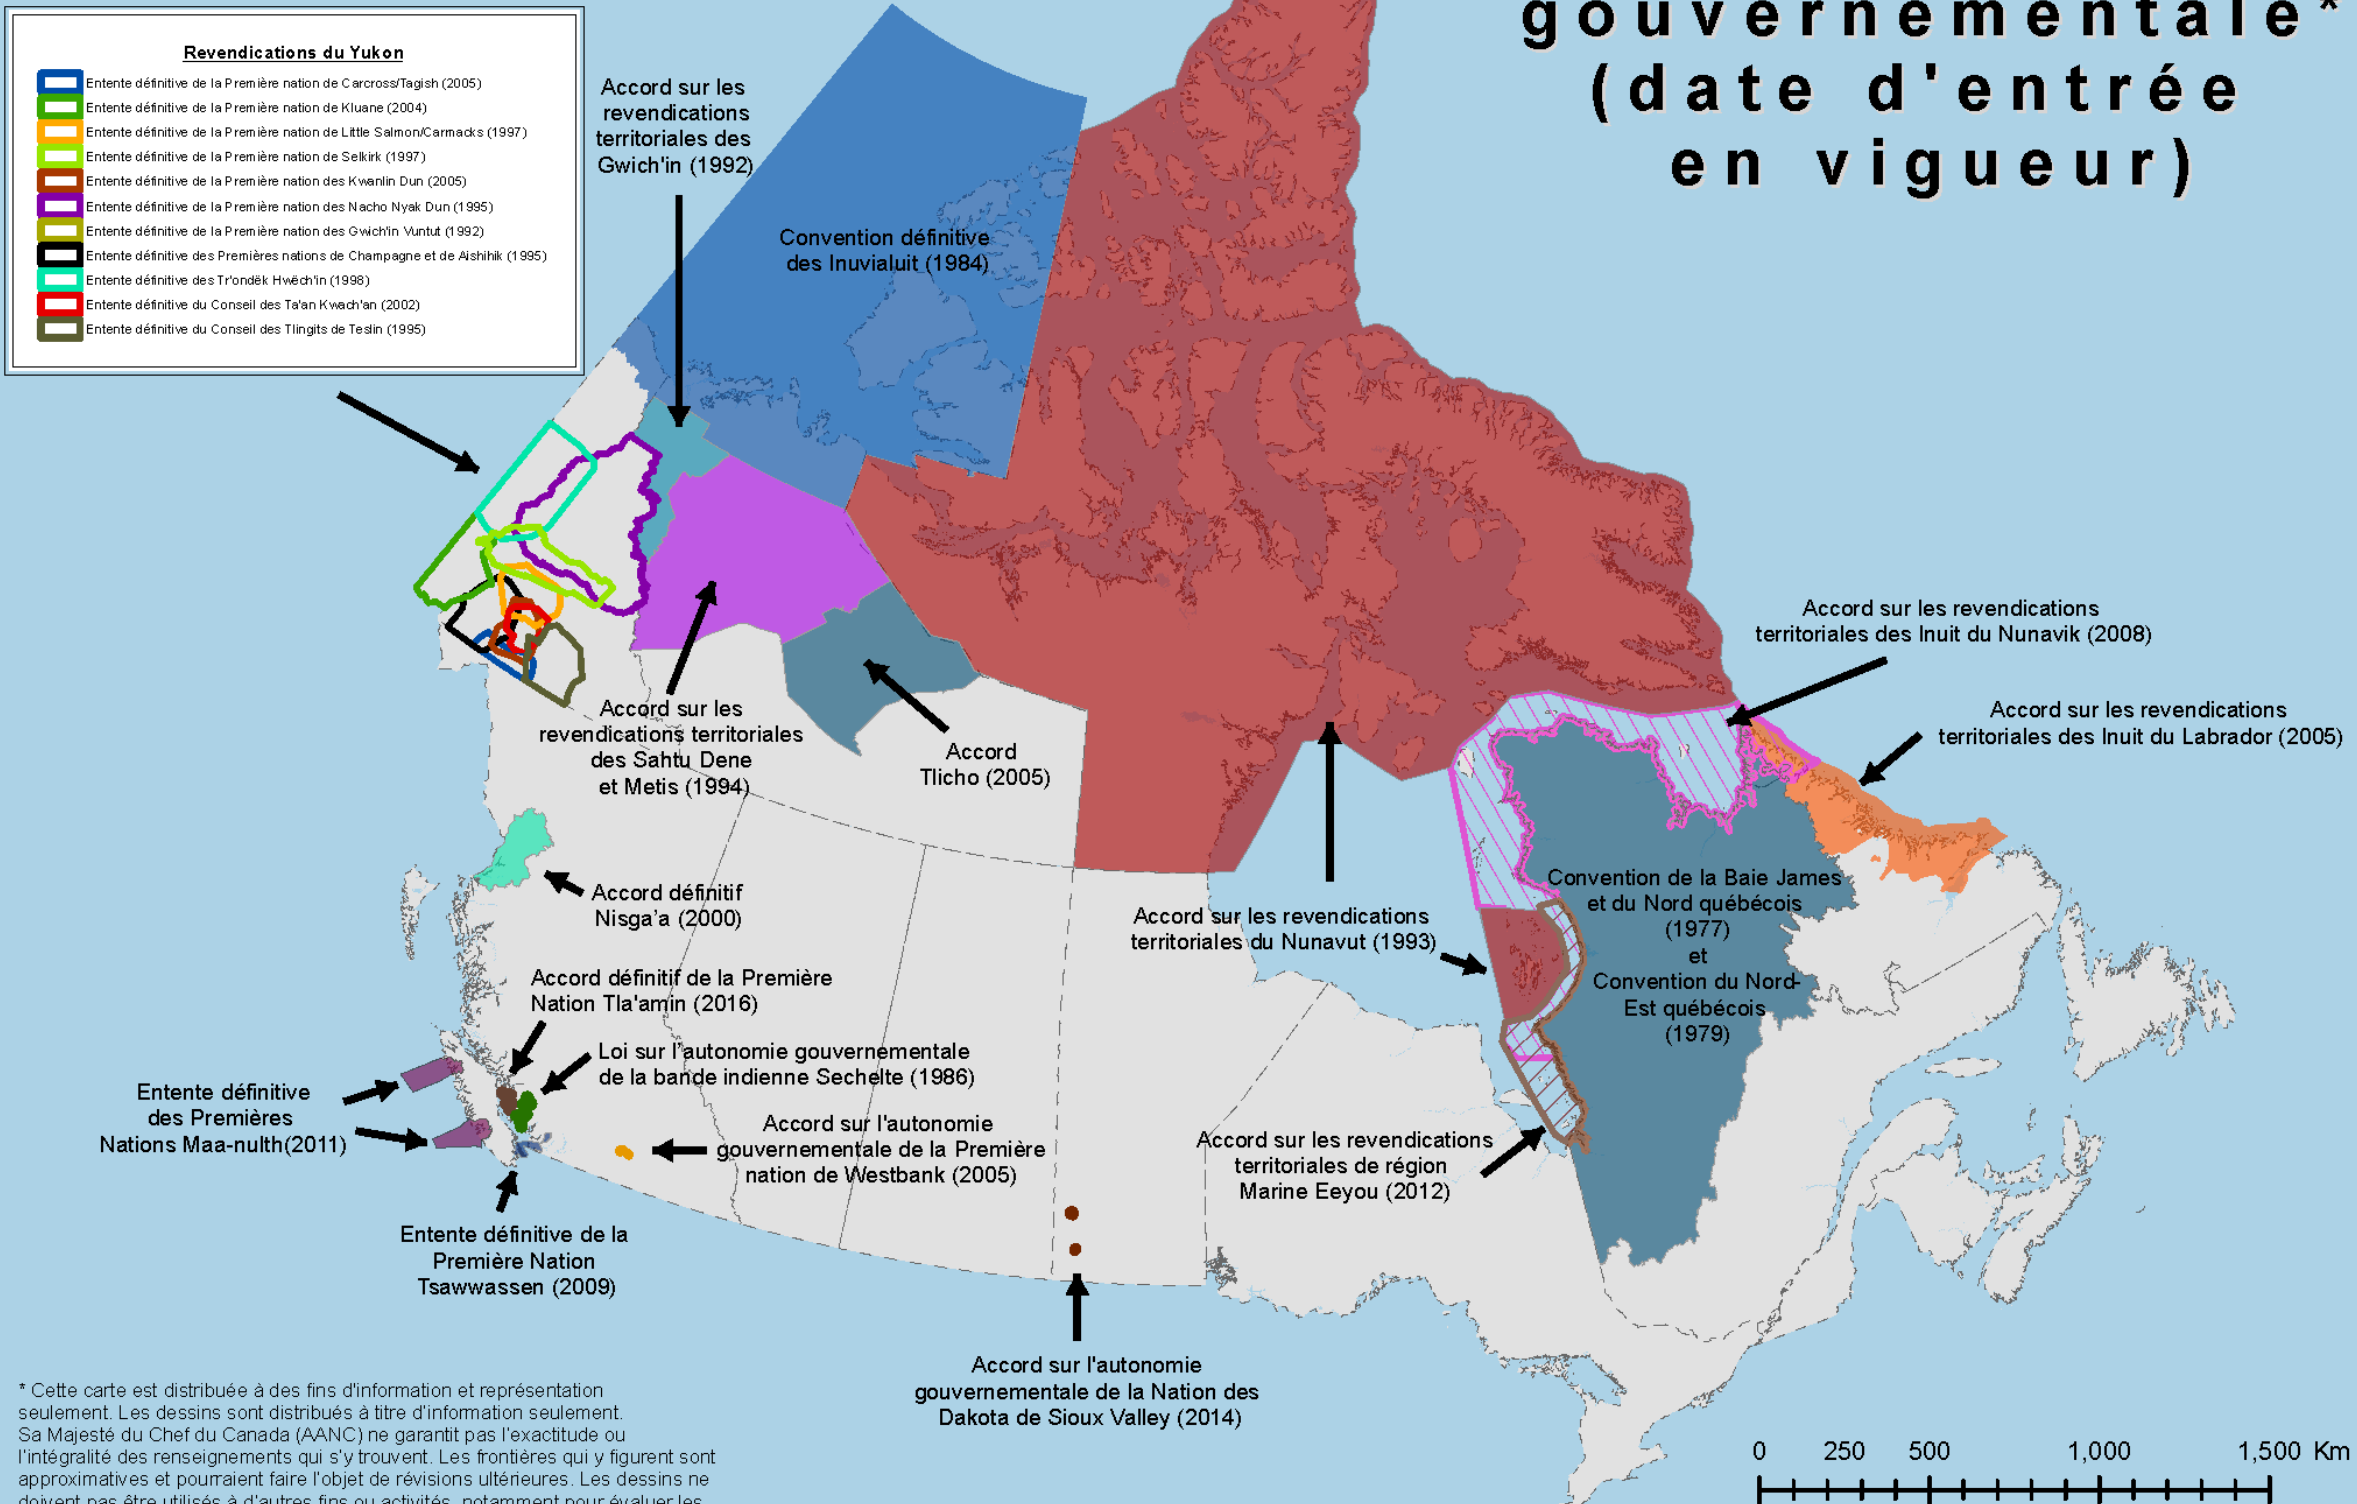 gouvernementale*
(date d'entrée
en vigueur)
Revendications du Yukon
Entente définitive de la Première nation de Carcross/Tagish (2005)
Entente définitive de la Première nation de Kluane (2004)
Entente définitive de la Première nation de Little Salmon/Carmacks (1997)
Entente définitive de la Première nation de Selkirk (1997)
Entente définitive de la Première nation des Kwanlin Dun (2005)
Entente définitive de la Première nation des Nacho Nyak Dun (1995)
Entente définitive de la Première nation des Gwich'in Vuntut (1992)
Entente définitive des Premières nations de Champagne et de Aishihik (1995)
Entente définitive des Tr'ondëk Hwëch'in (1998)
Entente définitive du Conseil des Ta'an Kwach'an (2002)
Entente définitive du Conseil des Tlingits de Teslin (1995)
Accord sur les
revendications
territoriales des
Gwich'in (1992)
Convention définitive
des Inuvialuit (1984)
Accord sur les revendications
territoriales des Inuit du Nunavik (2008)
Accord sur les revendications
territoriales des Inuit du Labrador (2005)
Accord sur les
revendications territoriales
des Sahtu Dene
et Metis (1994)
Accord
Tlicho (2005)
Accord définitif
Nisga'a (2000)
Accord sur les revendications
territoriales du Nunavut (1993)
Convention de la Baie James
et du Nord québécois
(1977)
et
Convention du Nord-
Est québécois
(1979)
Accord définitif de la Première
Nation Tla'amin (2016)
Loi sur l'autonomie gouvernementale
de la bande indienne Sechelte (1986)
Entente définitive
des Premières
Nations Maa-nulth(2011)
Accord sur l'autonomie
gouvernementale de la Première
nation de Westbank (2005)
Accord sur les revendications
territoriales de région
Marine Eeyou (2012)
Entente définitive de la
Première Nation
Tsawwassen (2009)
Accord sur l'autonomie
gouvernementale de la Nation des
Dakota de Sioux Valley (2014)
* Cette carte est distribuée à des fins d'information et représentation
seulement. Les dessins sont distribués à titre d'information seulement.
Sa Majesté du Chef du Canada (AANC) ne garantit pas l'exactitude ou
l'intégralité des renseignements qui s'y trouvent. Les frontières qui y figurent sont
approximatives et pourraient faire l'objet de révisions ultérieures. Les dessins ne
doivent pas être utilisés à d'autres fins ou activités, notamment pour évaluer les
0 250 500 1,000 1,500 Km